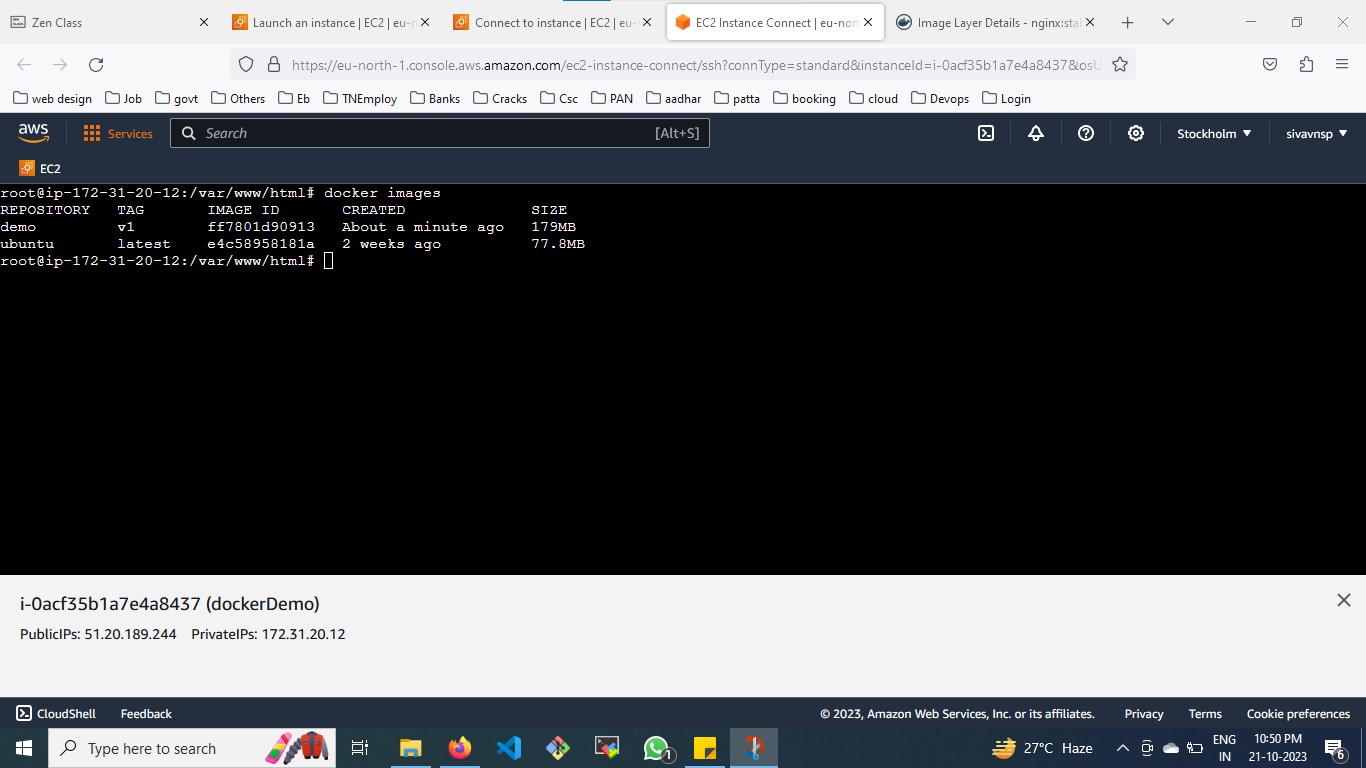 Zen Class
Launch an instance | EC2 | eu-n
Connect to instance | EC2 | eu-
EC2 Instance Connect | eu-nor
Image Layer Details - nginx:sta
https://eu-north-1.console.aws.amazon.com/ec2-instance-connect/ssh?connType=standard&instanceId=i-0acf35b1a7e4a8437&osU
web design Job govt Others Eb TNEmploy Banks Cracks Csc PAN aadhar patta booking cloud Devops Login
aws Services Search [Alt+S] Stockholm sivavnsp
EC2
root@ip-172-31-20-12:/var/www/html# docker images
REPOSITORY TAG IMAGE ID CREATED SIZE
demo v1 ff7801d90913 About a minute ago 179MB
ubuntu latest e4c58958181a 2 weeks ago 77.8MB
root@ip-172-31-20-12:/var/www/html#
i-0acf35b1a7e4a8437 (dockerDemo)
PublicIPs: 51.20.189.244 PrivateIPs: 172.31.20.12
CloudShell Feedback © 2023, Amazon Web Services, Inc. or its affiliates. Privacy Terms Cookie preferences
Type here to search 1 27°C Haze ENG 10:50 PM
IN 21-10-2023 6